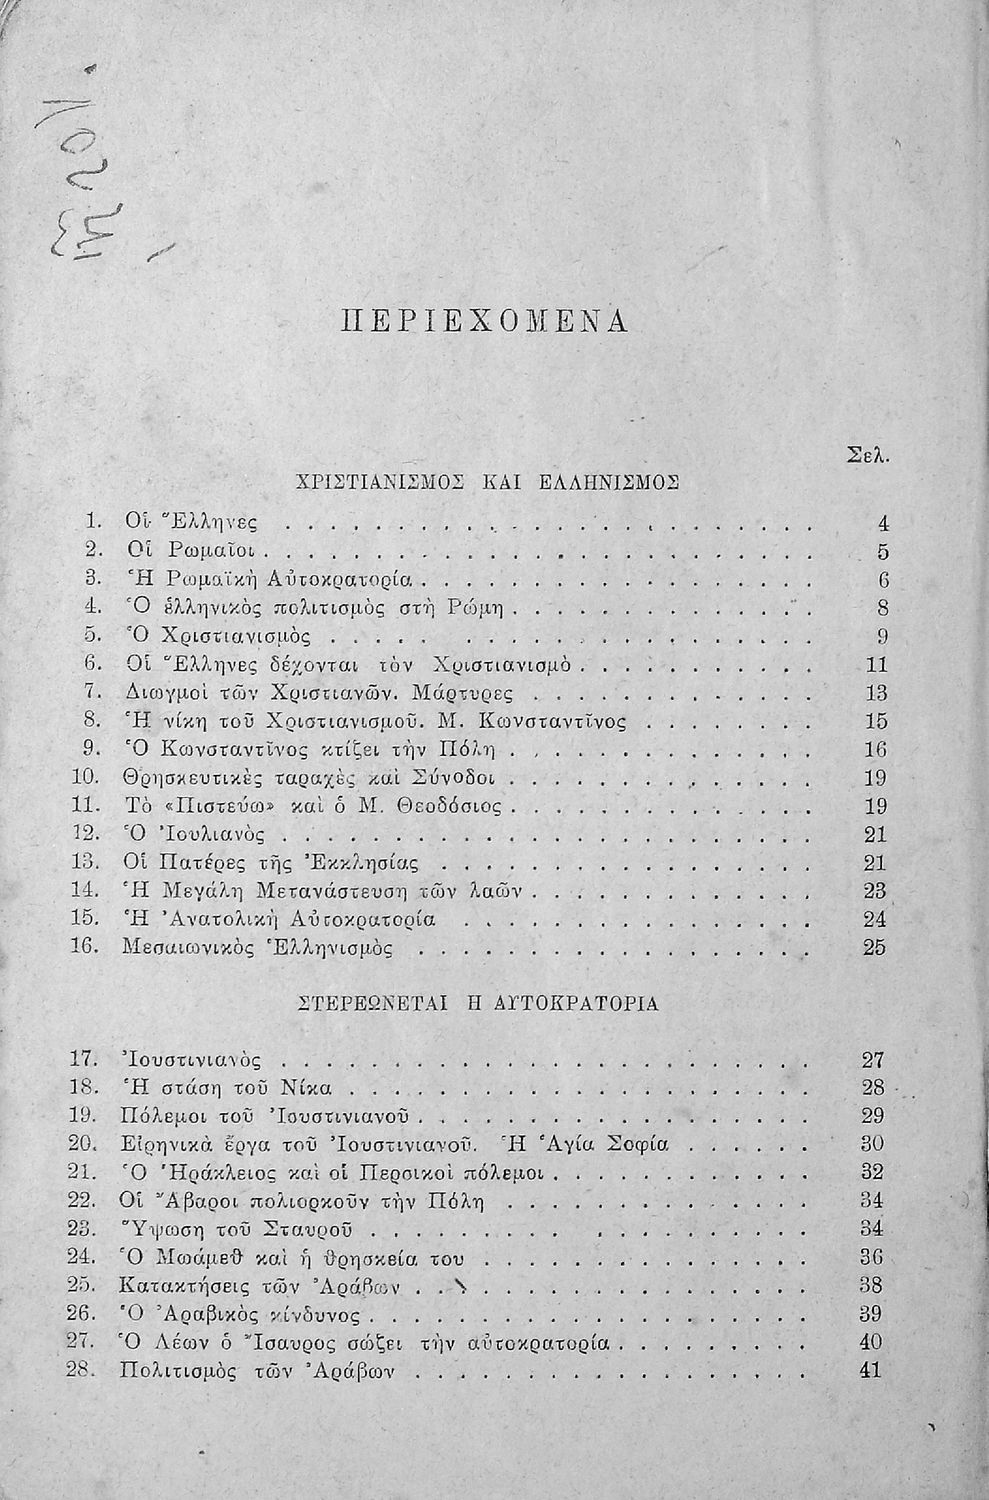 ΠΕΡΙΕΧΟΜΕΝΑ
Σελ.
ΧΡΙΣΤΙΑΝΙΣΜΟΣ ΚΑΙ ΕΛΛΗΝΙΣΜΟΣ
1. Οἱ Ἕλληνες . . . . . . . . . . . . . . . . . . 4
2. Οἱ Ρωμαῖοι . . . . . . . . . . . . . . . . . . . 5
3. Ἡ Ρωμαϊκὴ Αὐτοκρατορία . . . . . . . . . . . . . . 6
4. Ὁ ἑλληνικὸς πολιτισμὸς στὴ Ρώμη . . . . . . . . . . . 8
5. Ὁ Χριστιανισμὸς . . . . . . . . . . . . . . . . . 9
6. Οἱ Ἕλληνες δέχονται τὸν Χριστιανισμὸ . . . . . . . . 11
7. Διωγμοὶ τῶν Χριστιανῶν. Μάρτυρες . . . . . . . . . . 13
8. Ἡ νίκη τοῦ Χριστιανισμοῦ. Μ. Κωνσταντῖνος . . . . . . 15
9. Ὁ Κωνσταντῖνος κτίζει τὴν Πόλη . . . . . . . . . . . 16
10. Θρησκευτικὲς ταραχὲς καὶ Σύνοδοι . . . . . . . . . . . 19
11. Τὸ «Πιστεύω» καὶ ὁ Μ. Θεοδόσιος . . . . . . . . . . . 19
12. Ὁ Ἰουλιανὸς . . . . . . . . . . . . . . . . . . 21
13. Οἱ Πατέρες τῆς Ἐκκλησίας . . . . . . . . . . . . . 21
14. Ἡ Μεγάλη Μετανάστευση τῶν λαῶν . . . . . . . . . . 23
15. Ἡ Ἀνατολικὴ Αὐτοκρατορία . . . . . . . . . . . . 24
16. Μεσαιωνικὸς Ἑλληνισμὸς . . . . . . . . . . . . . . 25
ΣΤΕΡΕΩΝΕΤΑΙ Η ΑΥΤΟΚΡΑΤΟΡΙΑ
17. Ἰουστινιανὸς . . . . . . . . . . . . . . . . . . 27
18. Ἡ στάση τοῦ Νίκα . . . . . . . . . . . . . . . . 28
19. Πόλεμοι τοῦ Ἰουστινιανοῦ . . . . . . . . . . . . . . 29
20. Εἰρηνικὰ ἔργα τοῦ Ἰουστινιανοῦ. Ἡ Ἁγία Σοφία . . . . . 30
21. Ὁ Ἡράκλειος καὶ οἱ Περσικοὶ πόλεμοι . . . . . . . . . 32
22. Οἱ Ἄβαροι πολιορκοῦν τὴν Πόλη . . . . . . . . . . . 34
23. Ὕψωση τοῦ Σταυροῦ . . . . . . . . . . . . . . . 34
24. Ὁ Μωάμεθ καὶ ἡ θρησκεία του . . . . . . . . . . . 36
25. Κατακτήσεις τῶν Ἀράβων . . . . . . . . . . . . . . 38
26. Ὁ Ἀραβικὸς κίνδυνος . . . . . . . . . . . . . . . 39
27. Ὁ Λέων ὁ Ἴσαυρος σώζει τὴν αὐτοκρατορία . . . . . . . 40
28. Πολιτισμὸς τῶν Ἀράβων . . . . . . . . . . . . . . 41